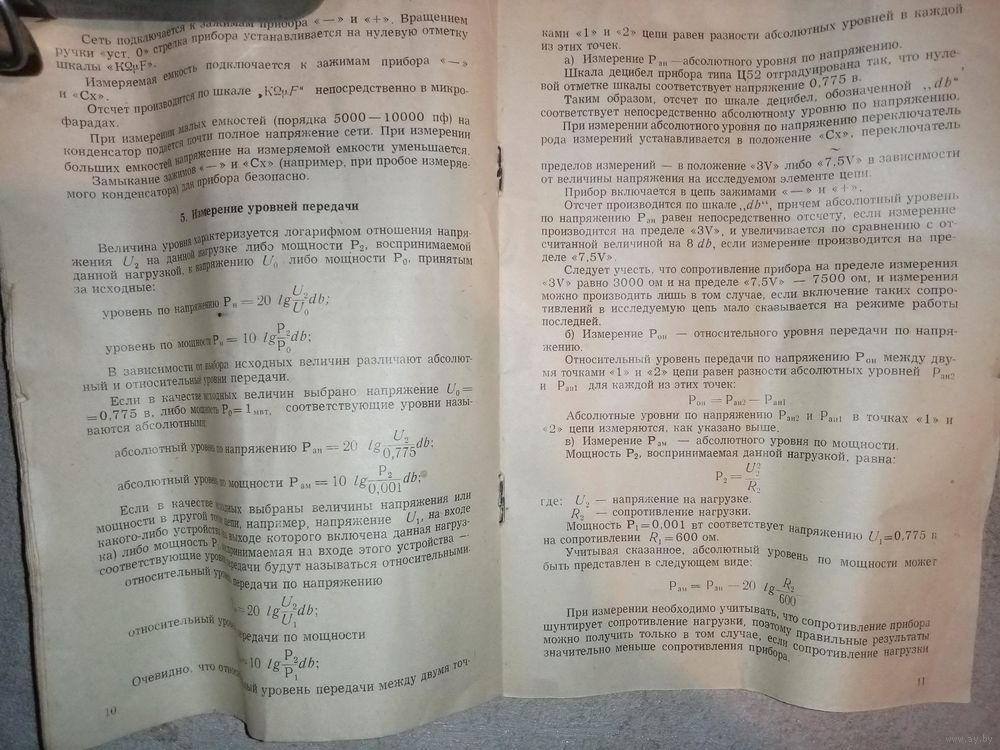 Сеть подключается к зажимам прибора «—» и «+». Вращением
ручки «уст. 0» стрелка прибора устанавливается на нулевую отметку
шкалы «KΩμF».
Измеряемая емкость подключается к зажимам прибора «—»
и «Сх».
Отсчет производится по шкале „KΩμF“ непосредственно в микро-
фарадах.
При измерении малых емкостей (порядка 5000—10000 пф) на
конденсатор подается почти полное напряжение сети. При измерении
больших емкостей напряжение на измеряемой емкости уменьшается.
Замыкание зажимов «—» и «Сх» (например, при пробое измеряе-
мого конденсатора) для прибора безопасно.
5. Измерение уровней передачи
Величина уровня характеризуется логарифмом отношения напря-
жения U₂ на данной нагрузке либо мощности P₂, воспринимаемой
данной нагрузкой, к напряжению U₀ либо мощности P₀, принятым
за исходные:
уровень по напряжению Pн = 20 lg U₂/U₀ db;
уровень по мощности Pм = 10 lg P₂/P₀ db;
В зависимости от выбора исходных величин различают абсолют-
ный и относительный уровни передачи.
Если в качестве исходных величин выбрано напряжение U₀=
=0,775 в, либо мощность P₀=1мвт, соответствующие уровни назы-
ваются абсолютными:
абсолютный уровень по напряжению Pан = 20 lg U₂/0,775 db;
абсолютный уровень по мощности Pам = 10 lg P₂/0,001 db;
Если в качестве исходных выбраны величины напряжения или
мощности в другой точке цепи, например, напряжение U₁, на входе
какого-либо устройства (на выходе которого включена данная нагруз-
ка) либо мощность P, воспринимаемая на входе этого устройства —
соответствующие уровни передачи будут называться относительными:
относительный уровень передачи по напряжению
=20 lg U₂/U₁ db;
относительный уровень передачи по мощности
=10 lg P₂/P₁ db;
Очевидно, что относительный уровень передачи между двумя точ-
10
ками «1» и «2» цепи равен разности абсолютных уровней в каждой
из этих точек.
а) Измерение Pан —абсолютного уровня по напряжению.
Шкала децибел прибора типа Ц52 отградуирована так, что нуле-
вой отметке шкалы соответствует напряжение 0,775 в.
Таким образом, отсчет по шкале децибел, обозначенной „db“
соответствует непосредственно абсолютному уровню по напряжению.
При измерении абсолютного уровня по напряжению переключатель
рода измерений устанавливается в положение «Сх», переключатель
пределов измерений — в положение «3V» либо «7,5V» в зависимости
от величины напряжения на исследуемом элементе цепи.
Прибор включается в цепь зажимами «—» и «+».
Отсчет производится по шкале „db“, причем абсолютный уровень
по напряжению Pан равен непосредственно отсчету, если измерение
производится на пределе «3V», и увеличивается по сравнению с от-
считанной величиной на 8 db, если измерение производится на пре-
деле «7,5V».
Следует учесть, что сопротивление прибора на пределе измерения
«3V» равно 3000 ом и на пределе «7,5V» — 7500 ом, и измерения
можно производить лишь в том случае, если включение таких сопро-
тивлений в исследуемую цепь мало сказывается на режиме работы
последней.
б) Измерение Pон — относительного уровня передачи по напря-
жению.
Относительный уровень передачи по напряжению Pон между дву-
мя точками «1» и «2» цепи равен разности абсолютных уровней Pан2
и Pан1 для каждой из этих точек:
Pон = Pан2 — Pан1
Абсолютные уровни по напряжению Pан2 и Pан1 в точках «1» и
«2» цепи измеряются, как указано выше.
в) Измерение Pам — абсолютного уровня по мощности.
Мощность P₂, воспринимаемая данной нагрузкой, равна:
P₂ = U₂²/R₂
где: U₂ — напряжение на нагрузке.
R₂ — сопротивление нагрузки.
Мощность P₁=0,001 вт соответствует напряжению U₁=0,775 в
на сопротивлении R₁=600 ом.
Учитывая сказанное, абсолютный уровень по мощности может
быть представлен в следующем виде:
Pам = Pан — 20 lg R₂/600
При измерении необходимо учитывать, что сопротивление прибора
шунтирует сопротивление нагрузки, поэтому правильные результаты
можно получить только в том случае, если сопротивление нагрузки
значительно меньше сопротивления прибора.
11
www.ay.by